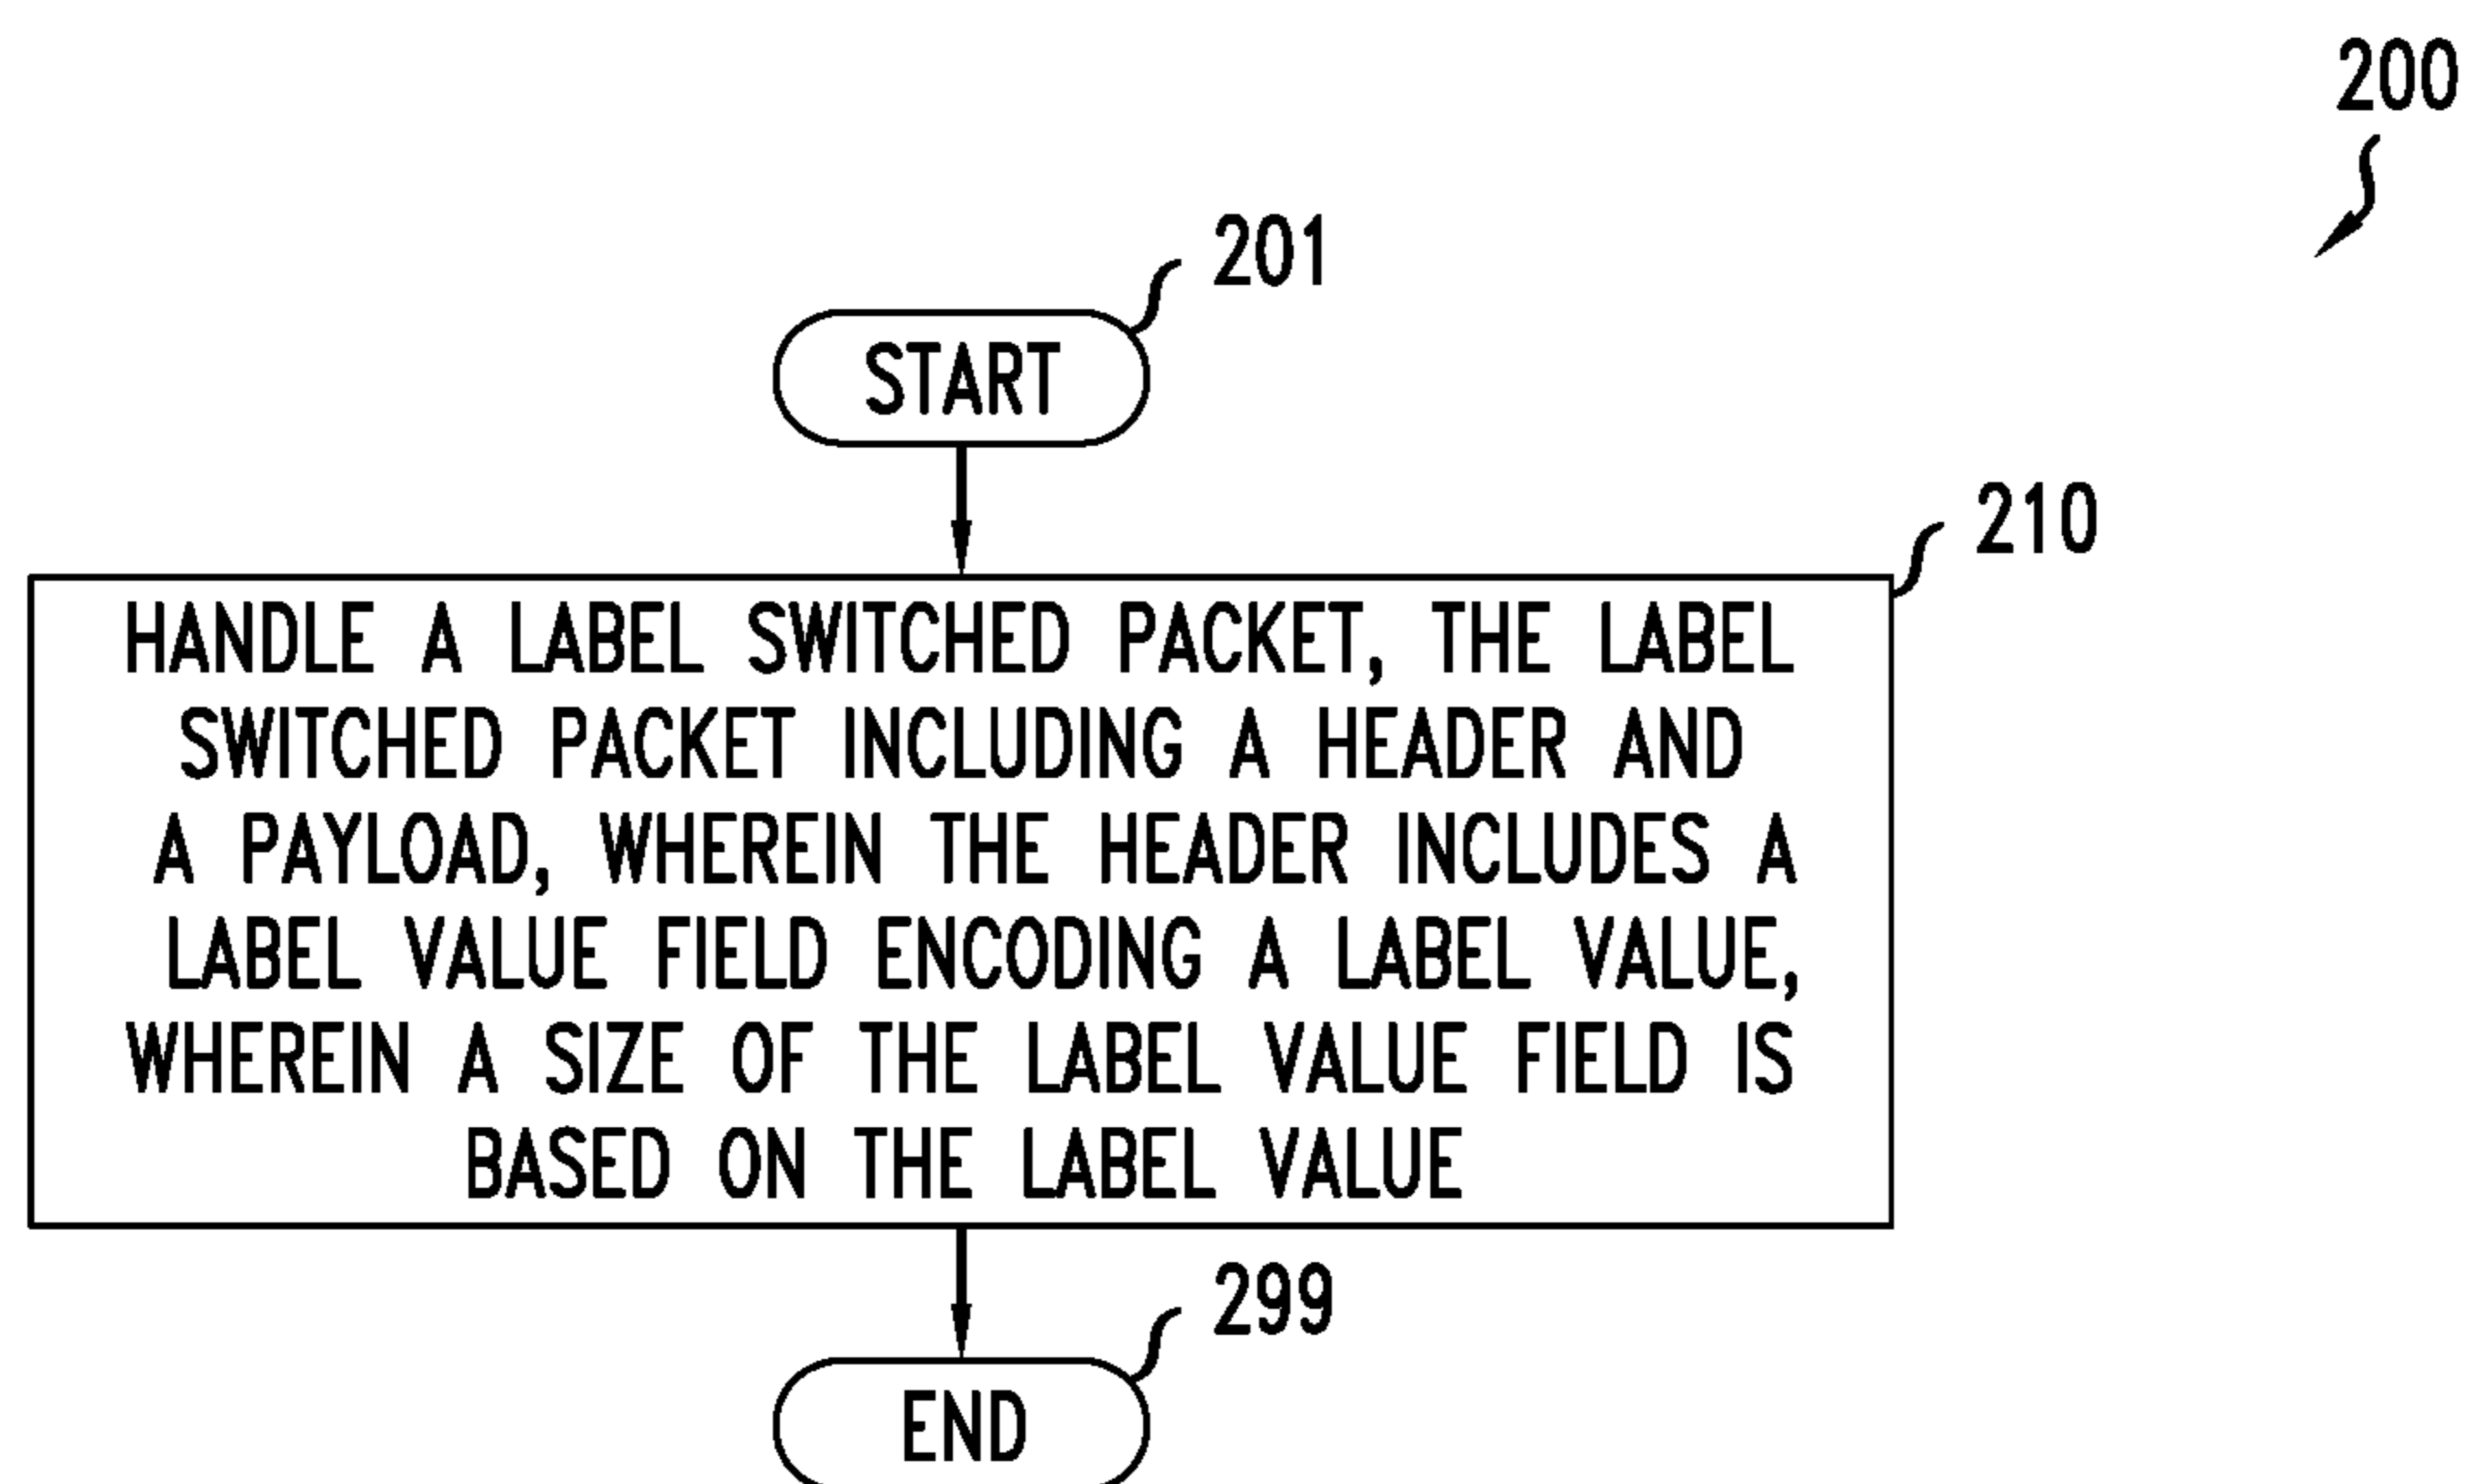 200
201
START
210
HANDLE A LABEL SWITCHED PACKET, THE LABEL
SWITCHED PACKET INCLUDING A HEADER AND
A PAYLOAD, WHEREIN THE HEADER INCLUDES A
LABEL VALUE FIELD ENCODING A LABEL VALUE,
WHEREIN A SIZE OF THE LABEL VALUE FIELD IS
BASED ON THE LABEL VALUE
299
END